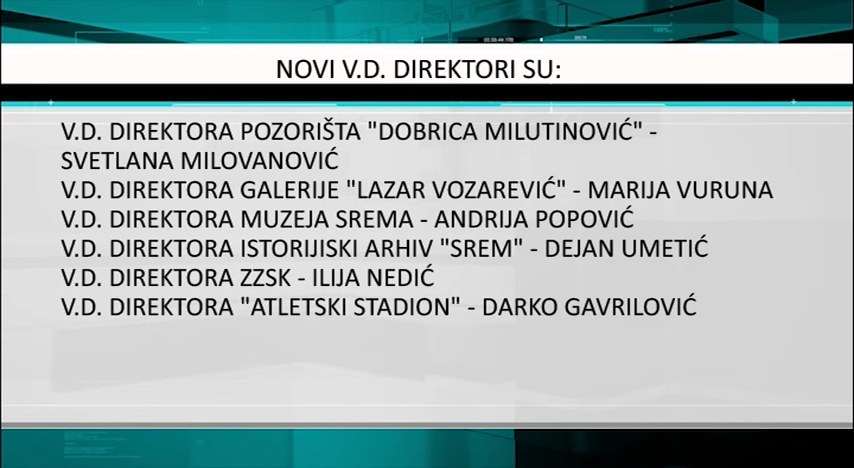 NOVI V.D. DIREKTORI SU:
V.D. DIREKTORA POZORIŠTA "DOBRICA MILUTINOVIĆ" -
SVETLANA MILOVANOVIĆ
V.D. DIREKTORA GALERIJE "LAZAR VOZAREVIĆ" - MARIJA VURUNA
V.D. DIREKTORA MUZEJA SREMA - ANDRIJA POPOVIĆ
V.D. DIREKTORA ISTORIJISKI ARHIV "SREM" - DEJAN UMETIĆ
V.D. DIREKTORA ZZSK - ILIJA NEDIĆ
V.D. DIREKTORA "ATLETSKI STADION" - DARKO GAVRILOVIĆ